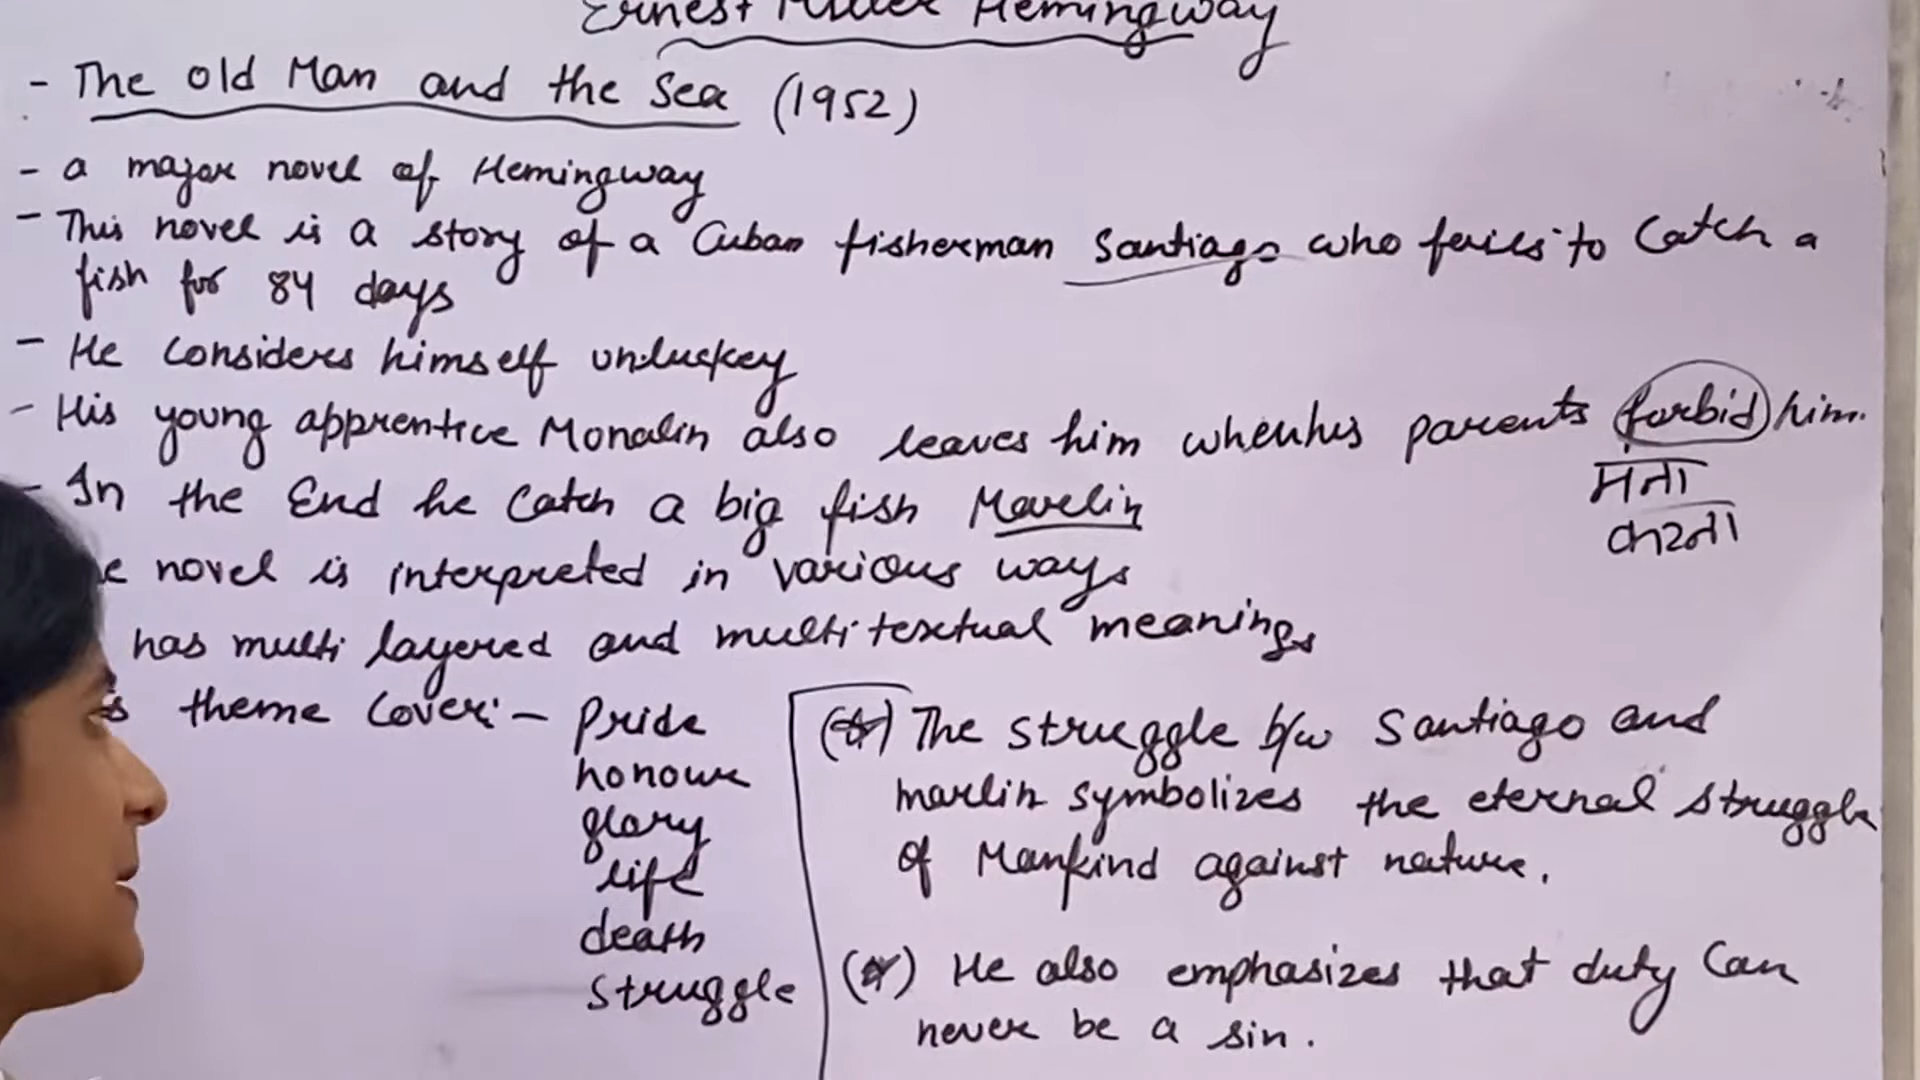 Ernest Miller Hemingway
- The old Man and the Sea (1952)
- a major novel of Hemingway
- This novel is a story of a Cuban fisherman Santiago who feries to Catch a
fish for 84 days
- He Considers himself unluckey
- His young apprentice Monalin also leaves him when his parents forbid him.
मना
करना
- In the End he Catch a big fish Marelin
novel is interpreted in various ways
has multi layered and multi textual meanings
theme Cover:- Pride
honour
glory
life
death
struggle
(☆) The struggle b/w Santiago and
marlin symbolizes the eternal struggle
of Mankind against nature.
(☆) He also emphasizes that duty Can
never be a sin.